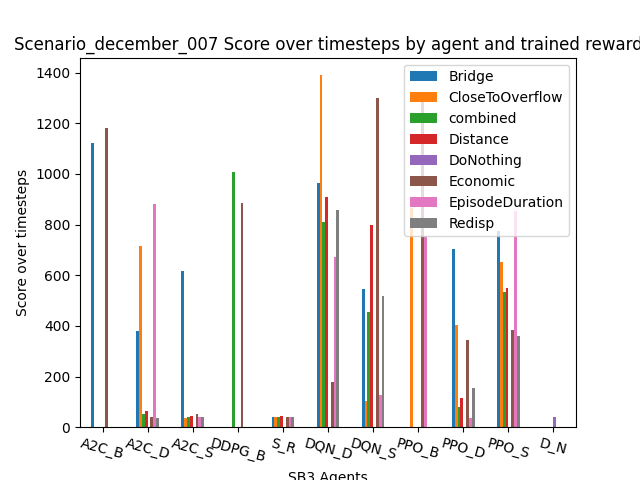 Scenario_december_007 Score over timesteps by agent and trained reward
Score over timesteps
1400
1200
1000
800
600
400
200
0
Bridge
CloseToOverflow
combined
Distance
DoNothing
Economic
EpisodeDuration
Redisp
A2C_B
A2C_D
A2C_S
DDPG_B
S_R
DQN_D
DQN_S
PPO_B
PPO_D
PPO_S
D_N
SB3 Agents